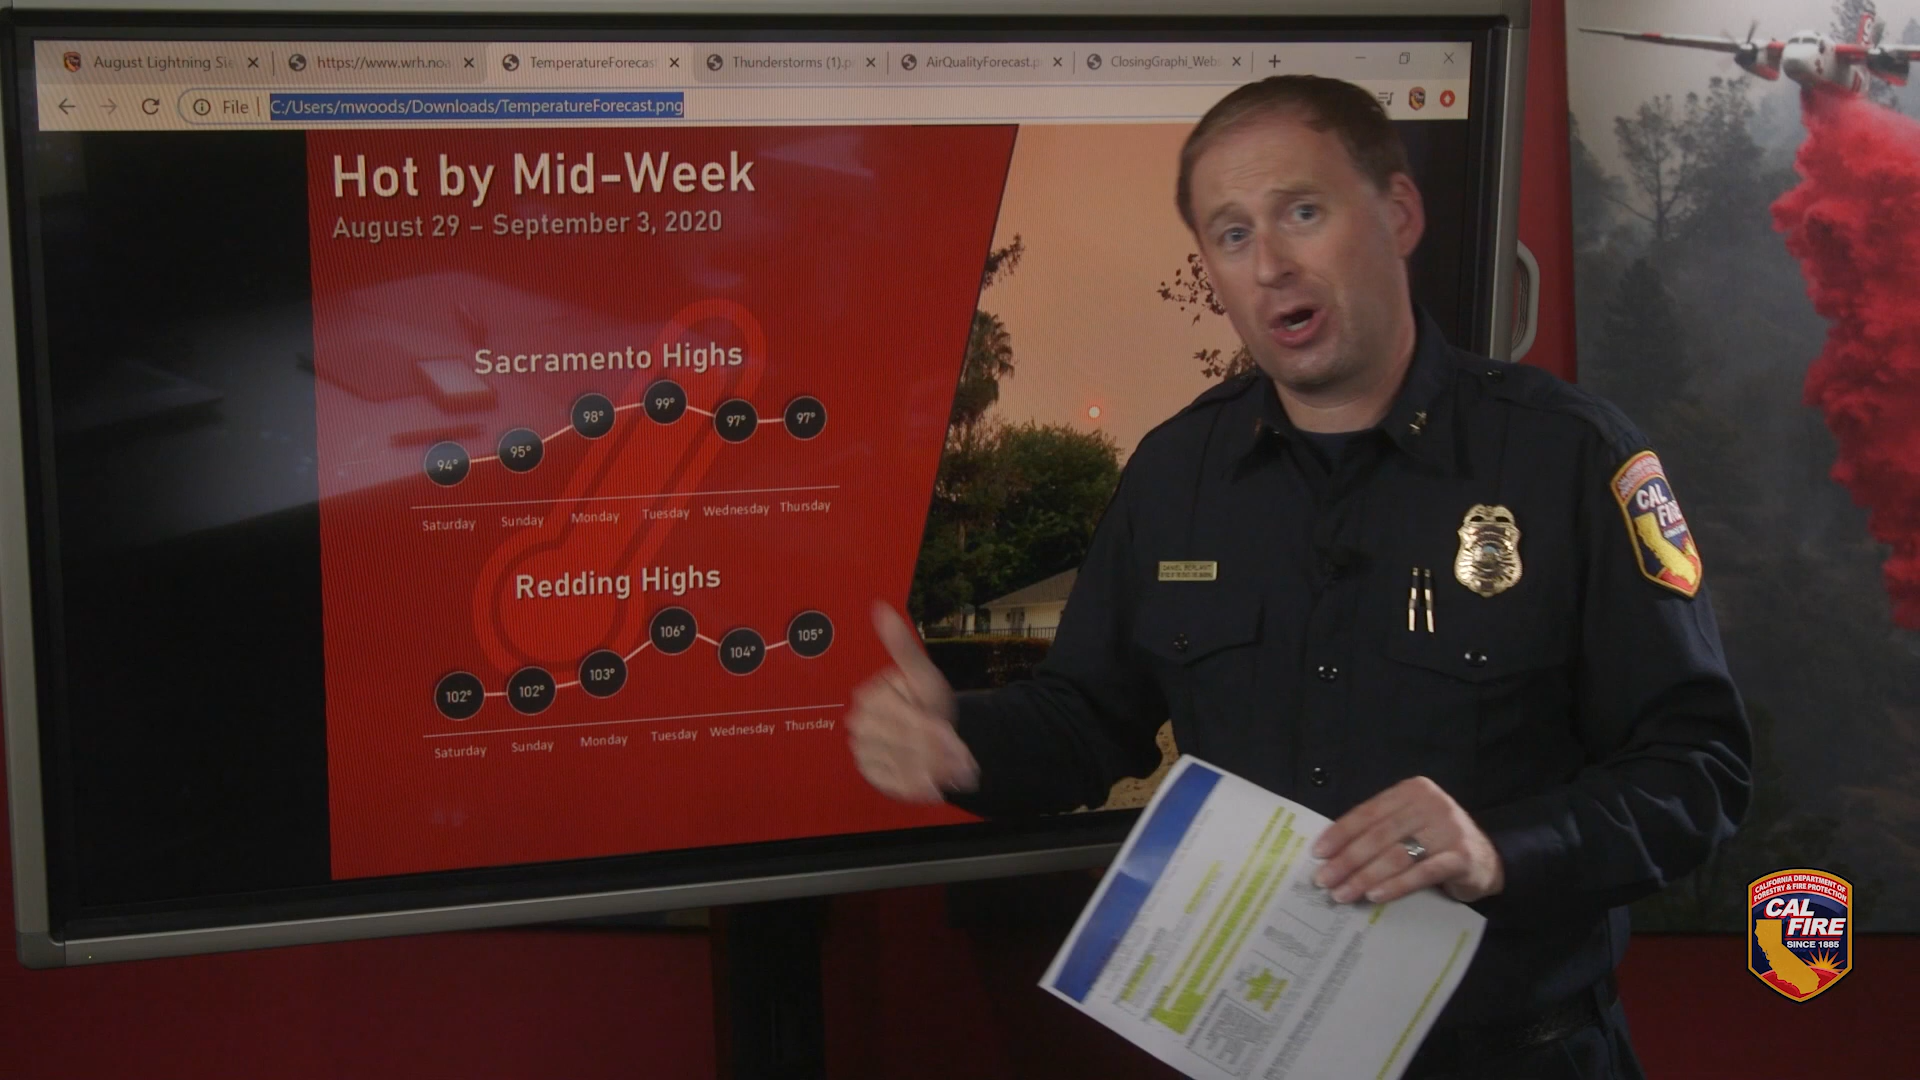 August Lightning Sie
https://www.wrh.noa
TemperatureForecast
Thunderstorms (1).p
AirQualityForecast.p
ClosingGraphi_Webs
File
C:/Users/mwoods/Downloads/TemperatureForecast.png
Hot by Mid-Week
August 29 – September 3, 2020
Sacramento Highs
94° 95° 98° 99° 97° 97°
Saturday Sunday Monday Tuesday Wednesday Thursday
Redding Highs
102° 102° 103° 106° 104° 105°
Saturday Sunday Monday Tuesday Wednesday Thursday
CAL
FIRE
CALIFORNIA DEPARTMENT OF
FORESTRY & FIRE PROTECTION
CAL
FIRE
SINCE 1885